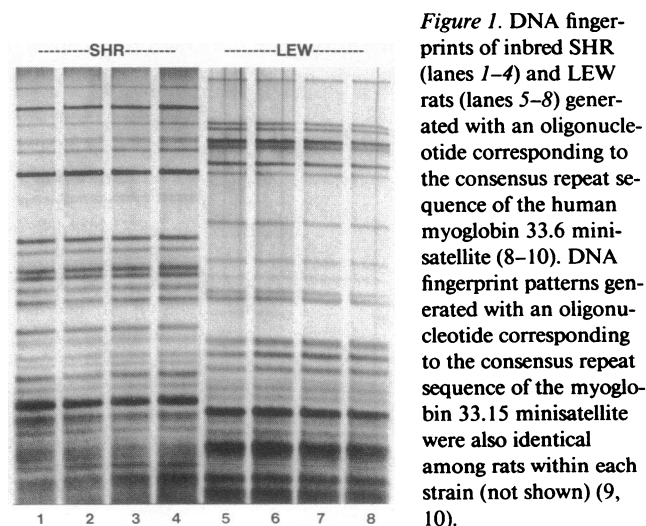 ---------SHR---------
---------LEW---------
1 2 3 4 5 6 7 8
Figure 1. DNA finger-
prints of inbred SHR
(lanes 1–4) and LEW
rats (lanes 5–8) gener-
ated with an oligonucle-
otide corresponding to
the consensus repeat se-
quence of the human
myoglobin 33.6 mini-
satellite (8–10). DNA
fingerprint patterns gen-
erated with an oligonu-
cleotide corresponding
to the consensus repeat
sequence of the myoglo-
bin 33.15 minisatellite
were also identical
among rats within each
strain (not shown) (9,
10).